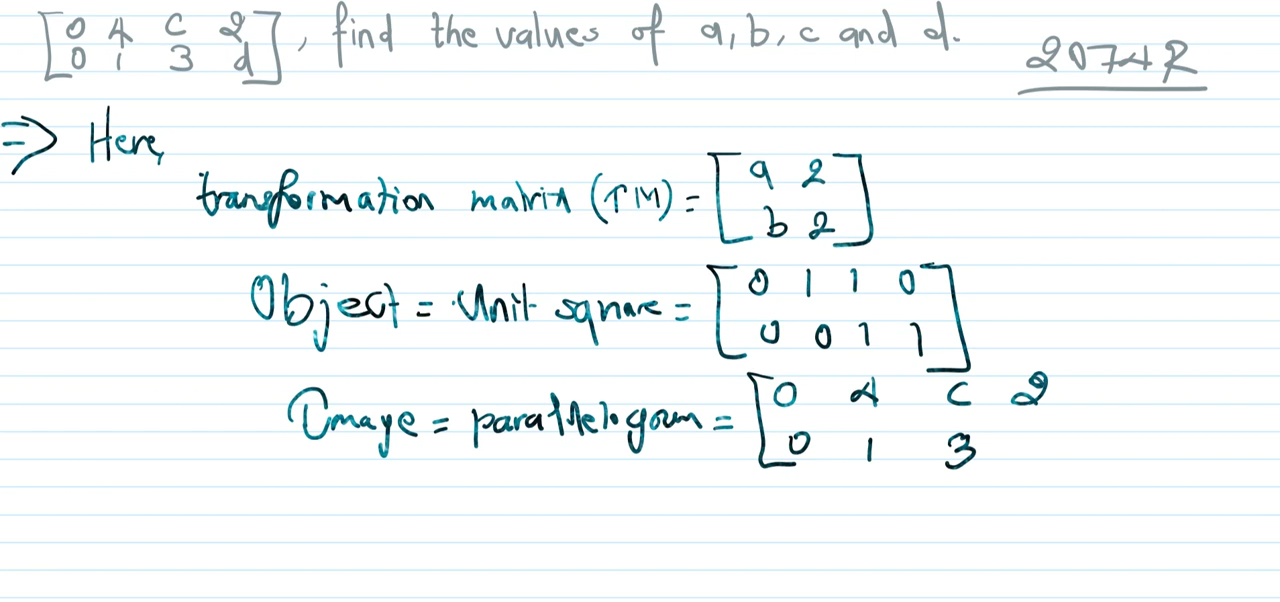 [0 4 c 2], find the values of a, b, c and d.
[0 1 3 d] 2074 R
⇒ Here,
transformation matrix (TM) = [a 2]
[b 2]
Object = Unit square = [0 1 1 0]
[0 0 1 1]
Image = parallelogram = [0 4 c 2
[0 1 3